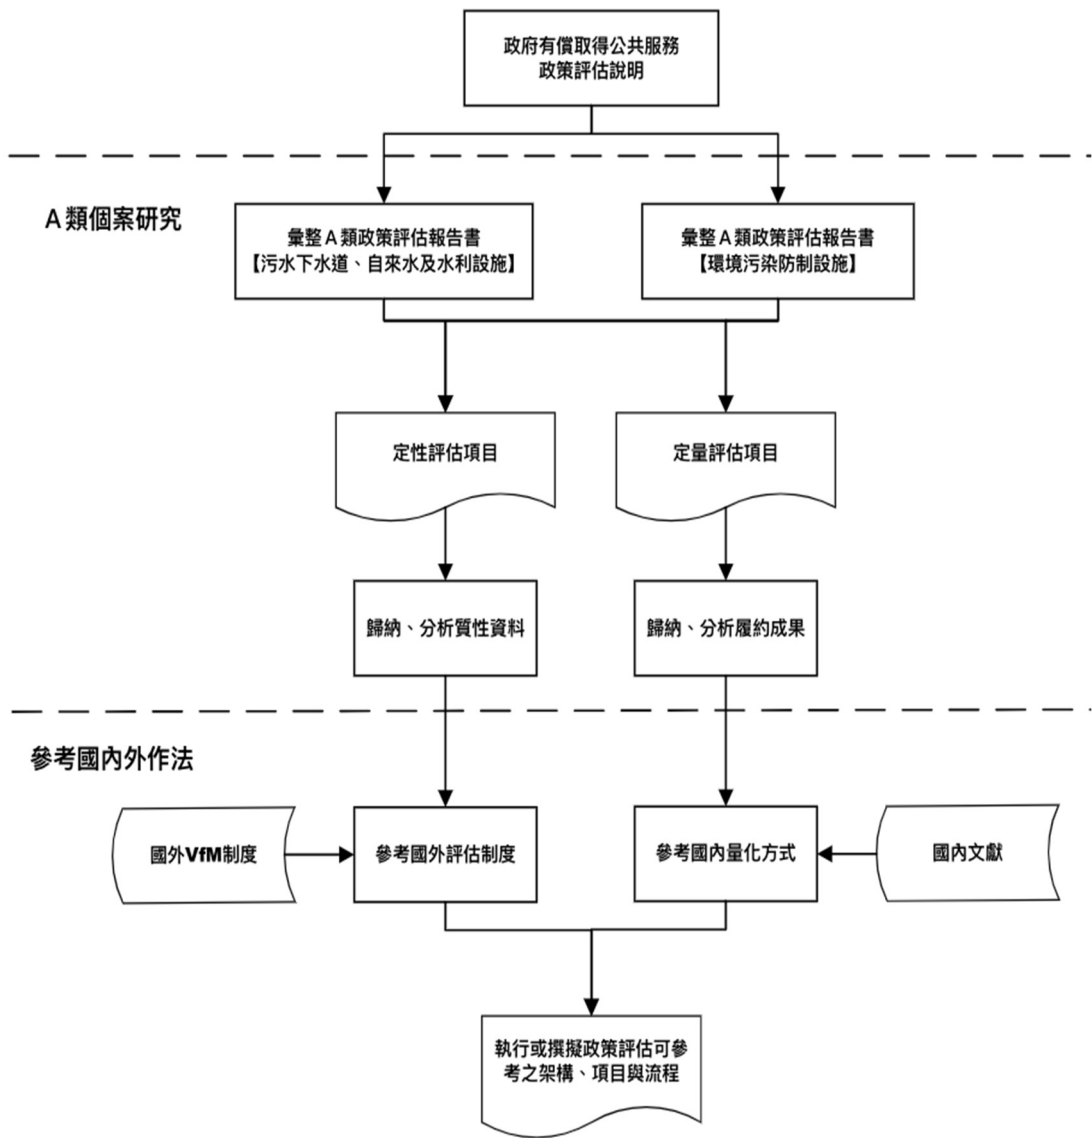 政府有償取得公共服務
政策評估說明
A類個案研究
彙整A類政策評估報告書
【污水下水道、自來水及水利設施】
彙整A類政策評估報告書
【環境污染防制設施】
定性評估項目
定量評估項目
歸納、分析質性資料
歸納、分析履約成果
參考國內外作法
國外VfM制度
參考國外評估制度
參考國內量化方式
國內文獻
執行或撰擬政策評估可參
考之架構、項目與流程